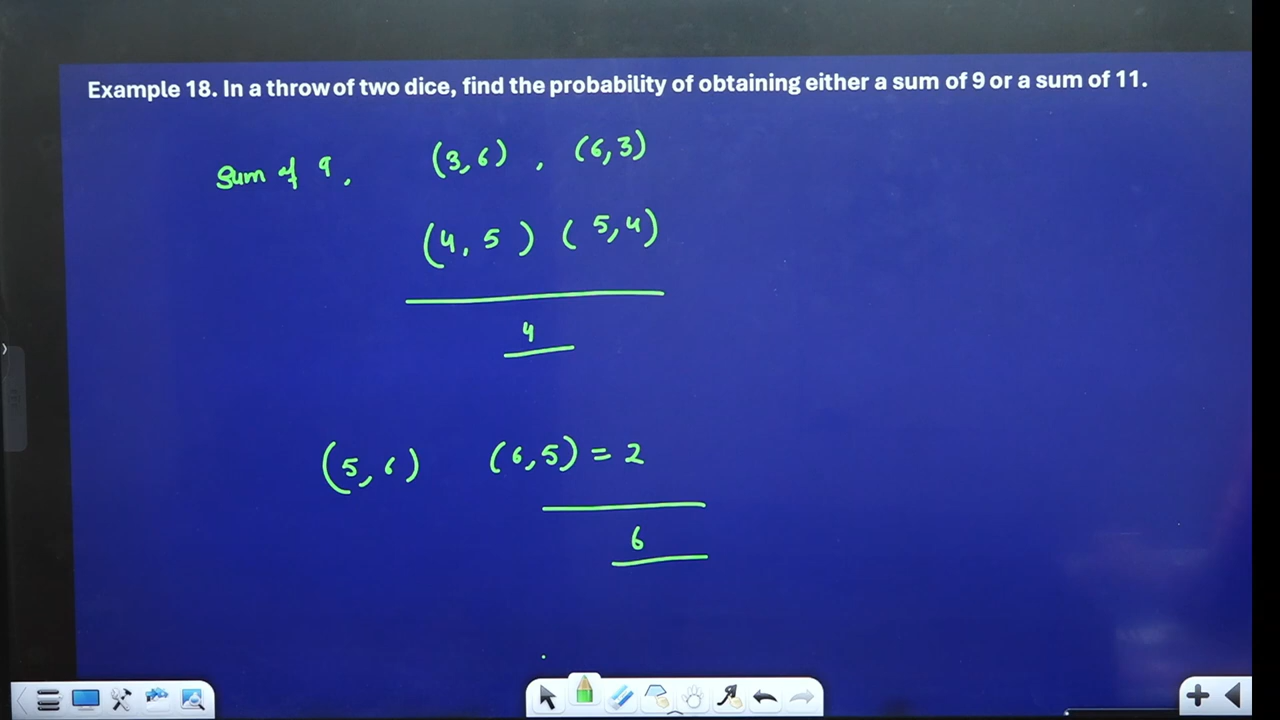 Example 18. In a throw of two dice, find the probability of obtaining either a sum of 9 or a sum of 11.
Sum of 9, (3,6), (6,3)
(4,5) (5,4)
4
(5,6) (6,5) = 2
6